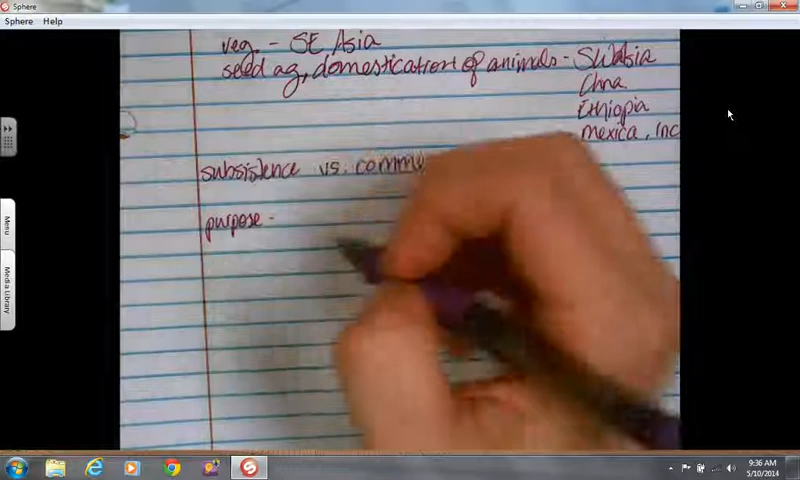 Sphere
Sphere Help
veg. - SE Asia
seed ag, domestication of animals - SW Asia
China
Ethiopia
mexica, Inc
subsistence vs. comme
purpose -
Menu
Media Library
9:36 AM
5/10/2014